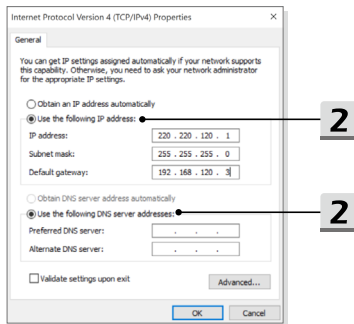 Internet Protocol Version 4 (TCP/IPv4) Properties
General
You can get IP settings assigned automatically if your network supports
this capability. Otherwise, you need to ask your network administrator
for the appropriate IP settings.
Obtain an IP address automatically
Use the following IP address:
2
IP address:
220 . 220 . 120 . 1
Subnet mask:
255 . 255 . 255 . 0
Default gateway:
192 . 168 . 120 . 3
Obtain DNS server address automatically
Use the following DNS server addresses:
2
Preferred DNS server:
. . .
Alternate DNS server:
. . .
Validate settings upon exit
Advanced...
OK
Cancel